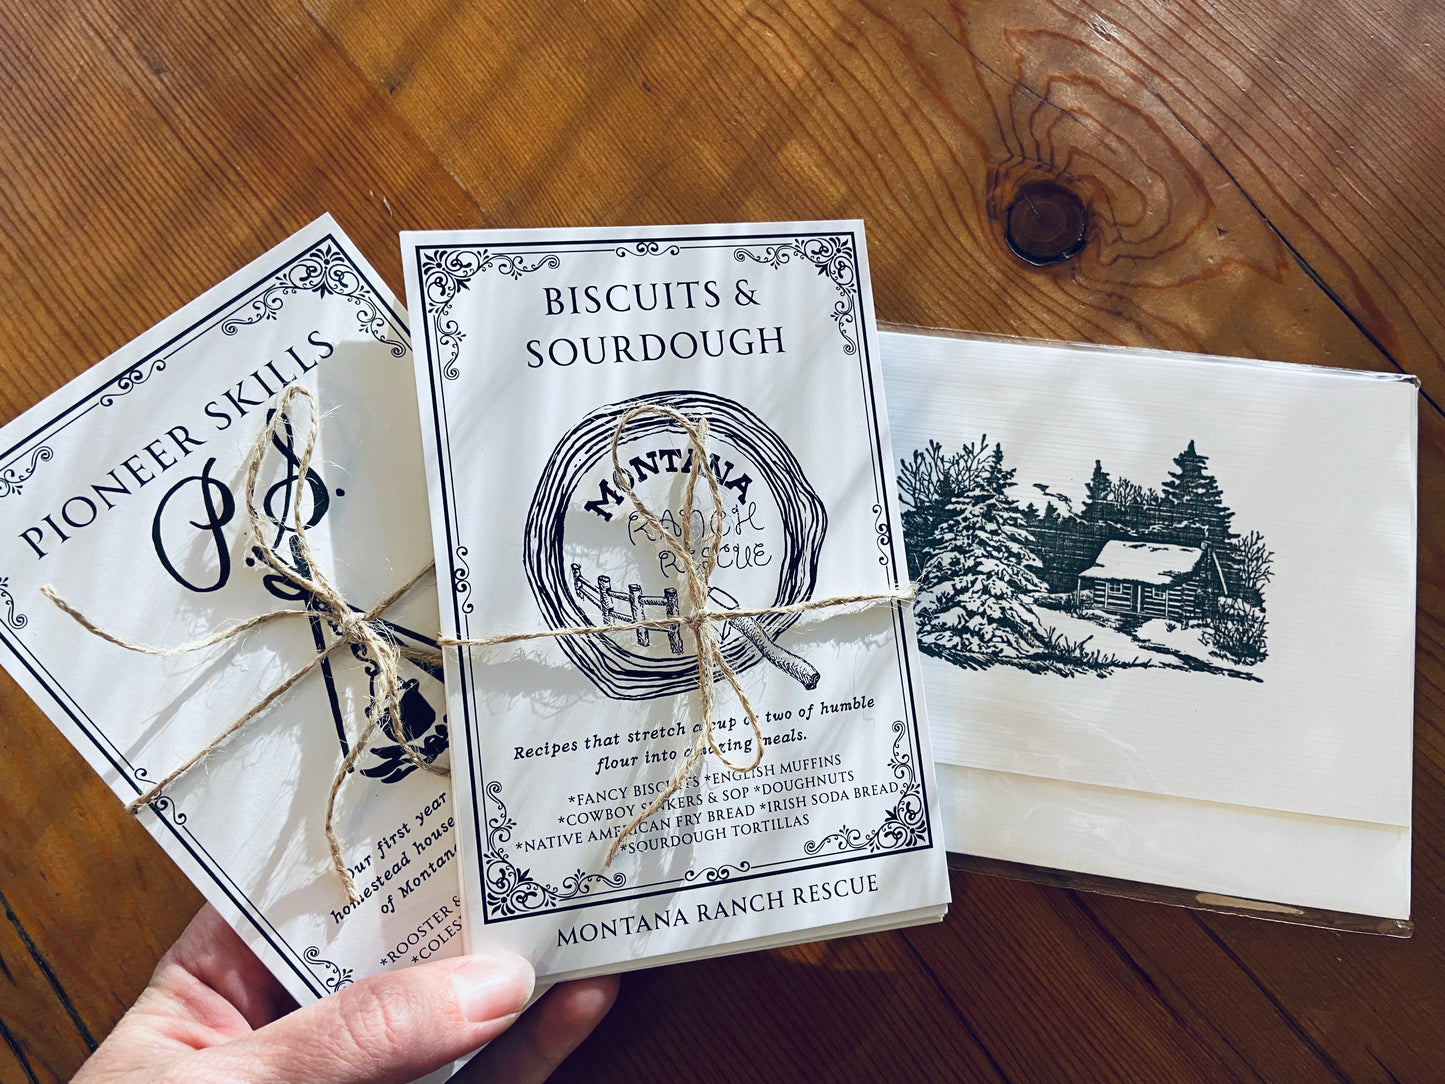 PIONEER SKILLS
P.S.
our first year
homestead house
of Montana
*ROOSTER &
*COLES
BISCUITS &
SOURDOUGH
MONTANA
RANCH
RESCUE
Recipes that stretch a cup or two of humble
flour into amazing meals.
*FANCY BISCUITS *ENGLISH MUFFINS
*COWBOY SINKERS & SOP *DOUGHNUTS
*NATIVE AMERICAN FRY BREAD *IRISH SODA BREAD
*SOURDOUGH TORTILLAS
MONTANA RANCH RESCUE